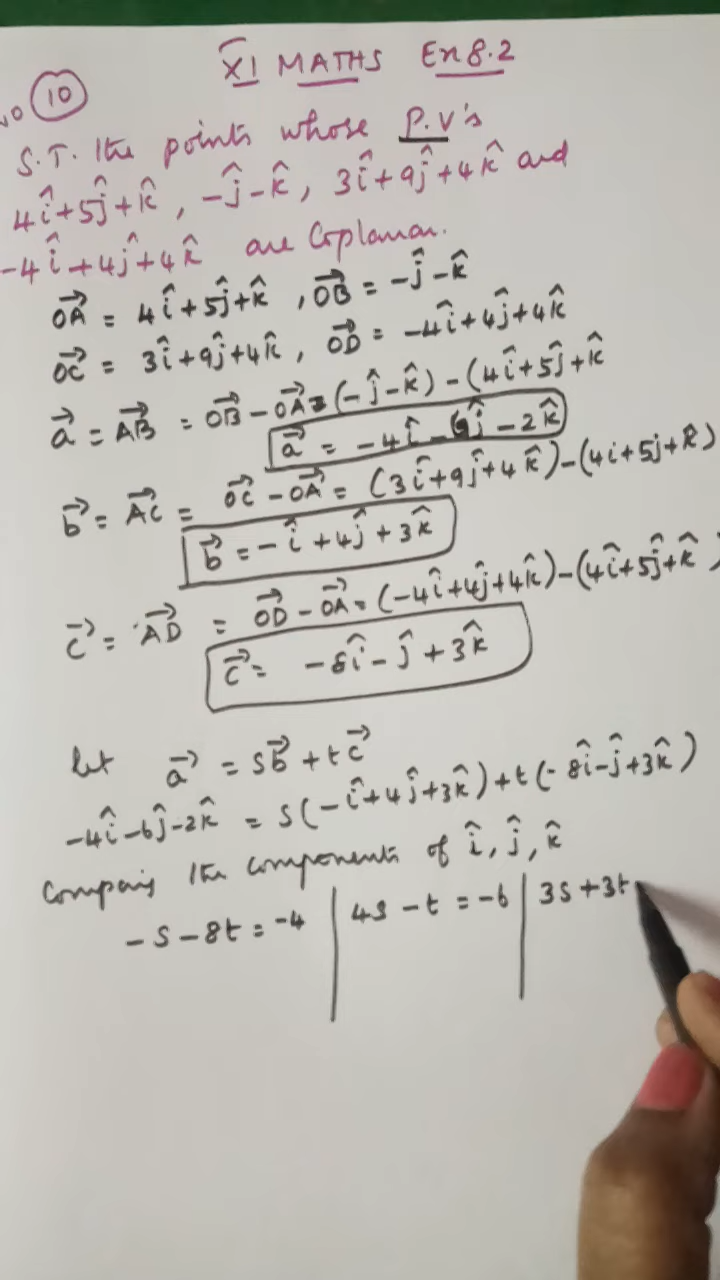 XI MATHS Ex 8.2
10
S.T. the points whose P.V's
4î+5ĵ+k̂, -ĵ-k̂, 3î+9ĵ+4k̂ and
-4î+4ĵ+4k̂ are Coplanar.
OA⃗ = 4î+5ĵ+k̂, OB⃗ = -ĵ-k̂
OC⃗ = 3î+9ĵ+4k̂, OD⃗ = -4î+4ĵ+4k̂
a⃗ = AB⃗ = OB⃗ - OA⃗ = (-ĵ-k̂) - (4î+5ĵ+k̂
a⃗ = -4î - 6ĵ - 2k̂
b⃗ = AC⃗ = OC⃗ - OA⃗ = (3î+9ĵ+4k̂)-(4i+5j+k̂)
b⃗ = -î+4ĵ+3k̂
c⃗ = AD⃗ = OD⃗ - OA⃗ = (-4î+4ĵ+4k̂)-(4î+5ĵ+k̂)
c⃗ = -8î-ĵ+3k̂
let a⃗ = sb⃗+tc⃗
-4î-6ĵ-2k̂ = s(-î+4ĵ+3k̂)+t(-8î-ĵ+3k̂)
Comparing the components of î, ĵ, k̂
-s-8t = -4 | 4s-t = -6 | 3s+3t